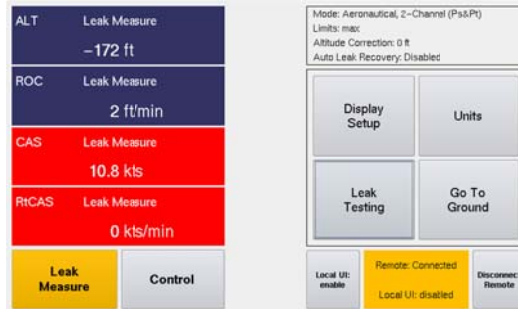 ALT Leak Measure
-172 ft
ROC Leak Measure
2 ft/min
CAS Leak Measure
10.8 kts
RtCAS Leak Measure
0 kts/min
Leak
Measure
Control
Mode: Aeronautical, 2-Channel (Ps&Pt)
Limits: max
Altitude Correction: 0 ft
Auto Leak Recovery: Disabled
Display
Setup
Units
Leak
Testing
Go To
Ground
Local UI:
enable
Remote: Connected
Local UI: disabled
Disconnect
Remote